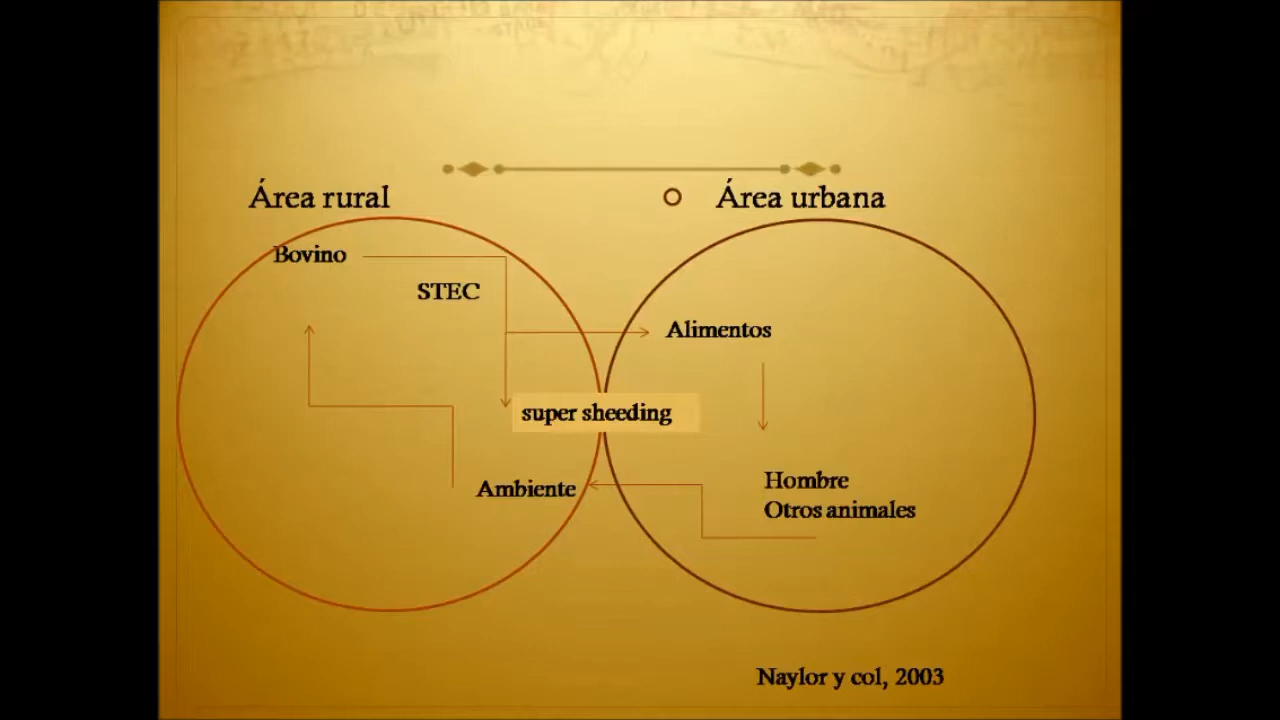 Área rural
Área urbana
Bovino
STEC
Alimentos
super sheeding
Ambiente
Hombre
Otros animales
Naylor y col, 2003